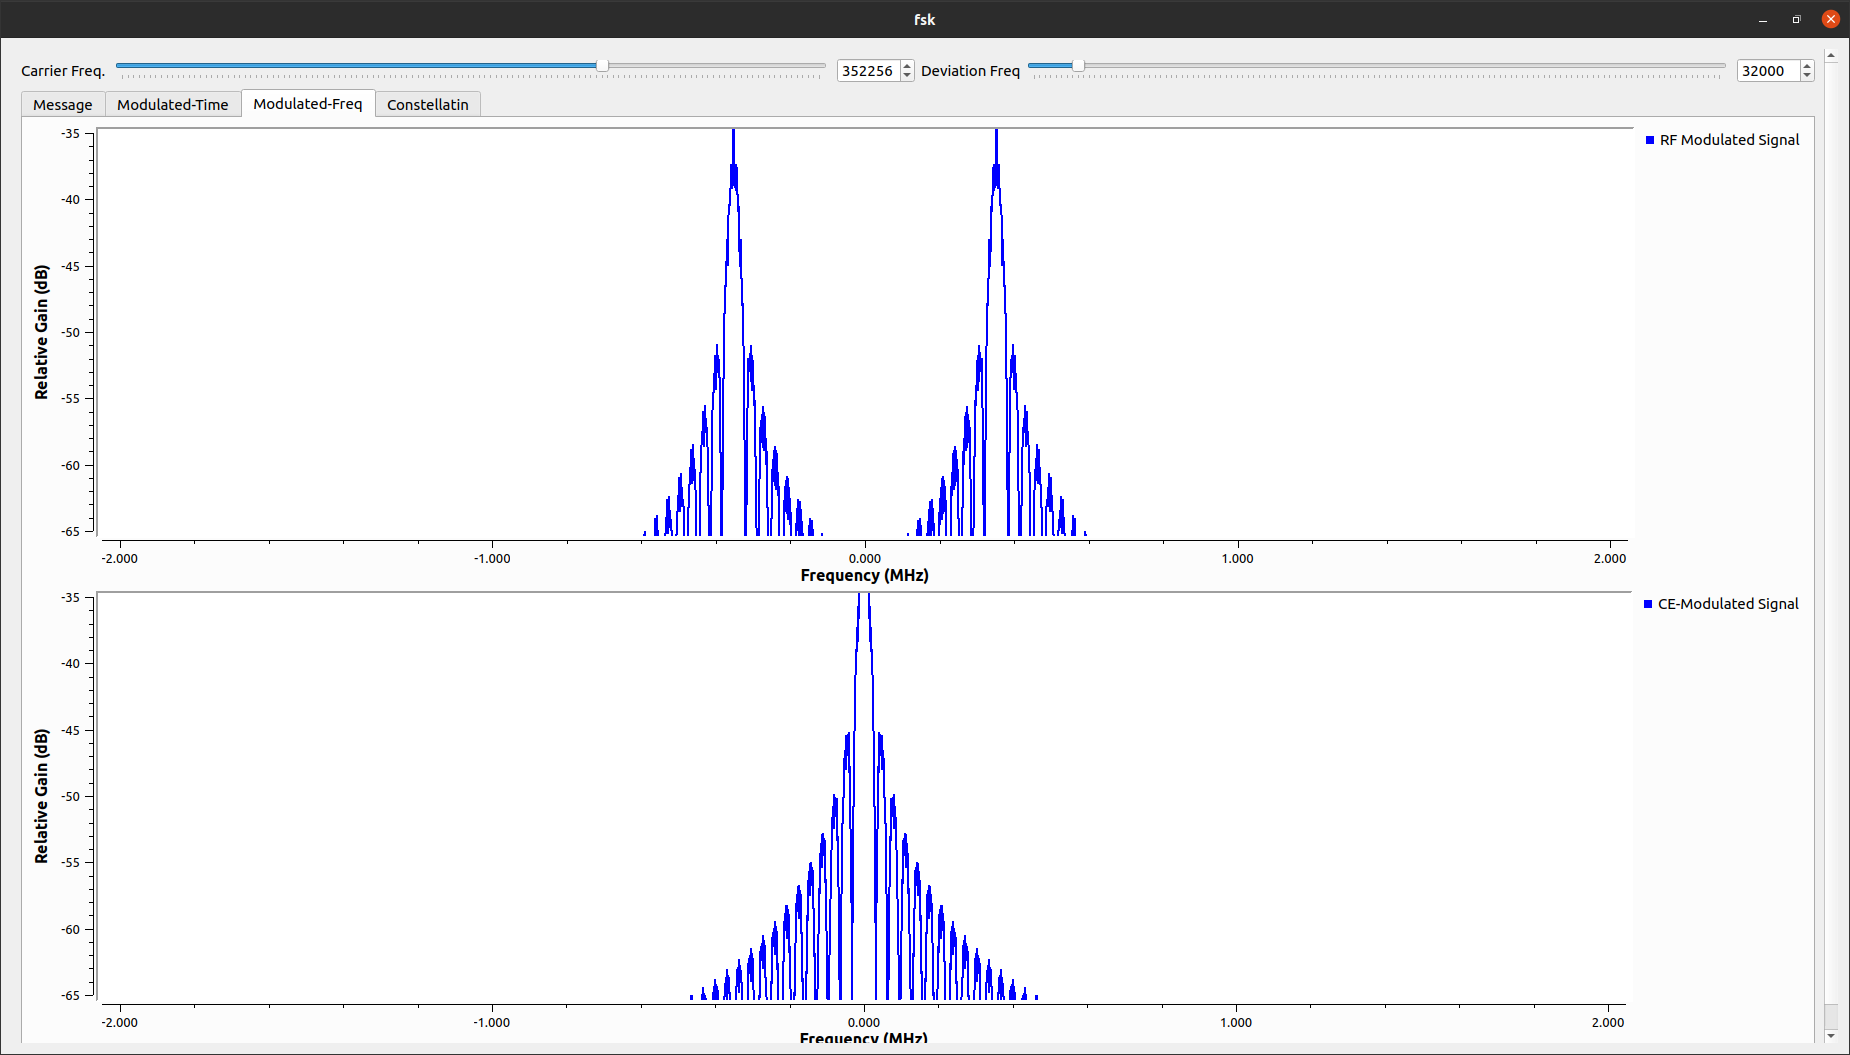 fsk
Carrier Freq. 352256 Deviation Freq 32000
Message Modulated-Time Modulated-Freq Constellatin
RF Modulated Signal
Relative Gain (dB)
-35
-40
-45
-50
-55
-60
-65
-2.000 -1.000 0.000 1.000 2.000
Frequency (MHz)
CE-Modulated Signal
Relative Gain (dB)
-35
-40
-45
-50
-55
-60
-65
-2.000 -1.000 0.000 1.000 2.000
Frequency (MHz)